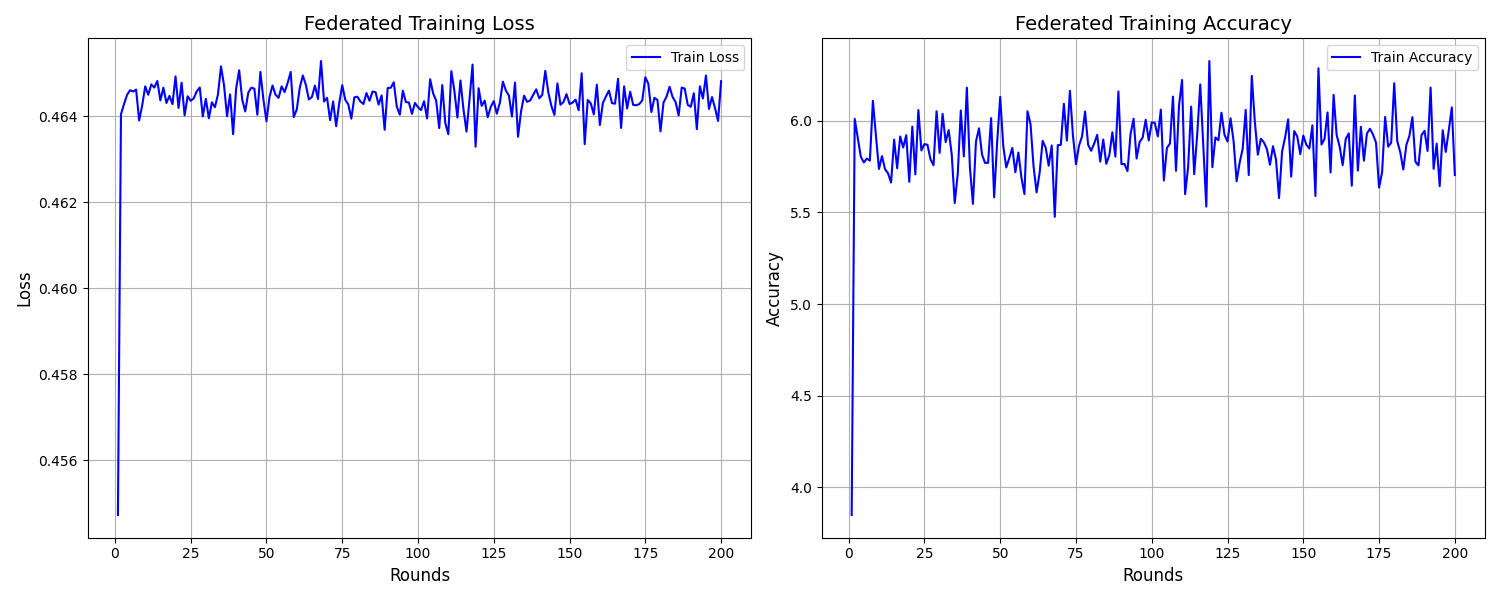 Federated Training Loss
Train Loss
0.464
0.462
0.460
0.458
0.456
Loss
0 25 50 75 100 125 150 175 200
Rounds
Federated Training Accuracy
Train Accuracy
6.0
5.5
5.0
4.5
4.0
Accuracy
0 25 50 75 100 125 150 175 200
Rounds